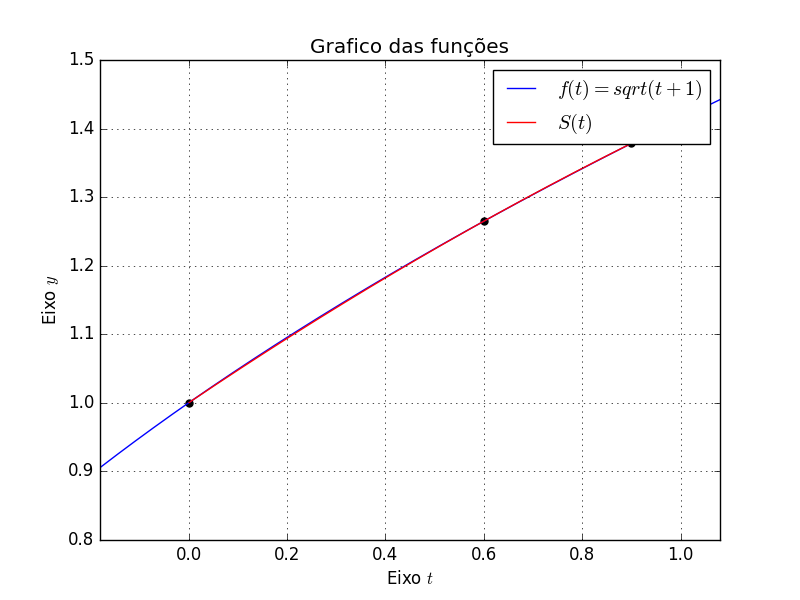 Grafico das funções
f(t) = sqrt(t + 1)
S(t)
1.5
1.4
1.3
1.2
1.1
1.0
0.9
0.8
Eixo y
0.0 0.2 0.4 0.6 0.8 1.0
Eixo t